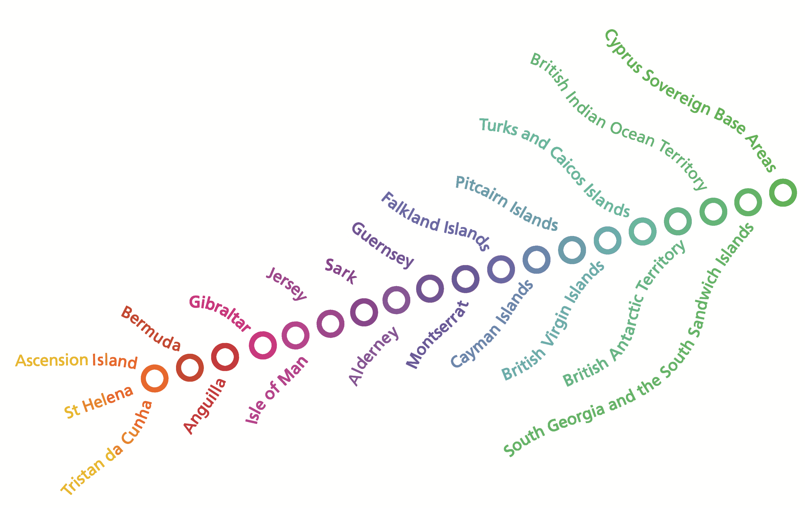 Ascension Island
St Helena
Tristan da Cunha
Bermuda
Anguilla
Gibraltar
Isle of Man
Jersey
Sark
Alderney
Guernsey
Montserrat
Falkland Islands
Cayman Islands
Pitcairn Islands
British Virgin Islands
Turks and Caicos Islands
British Antarctic Territory
British Indian Ocean Territory
South Georgia and the South Sandwich Islands
Cyprus Sovereign Base Areas